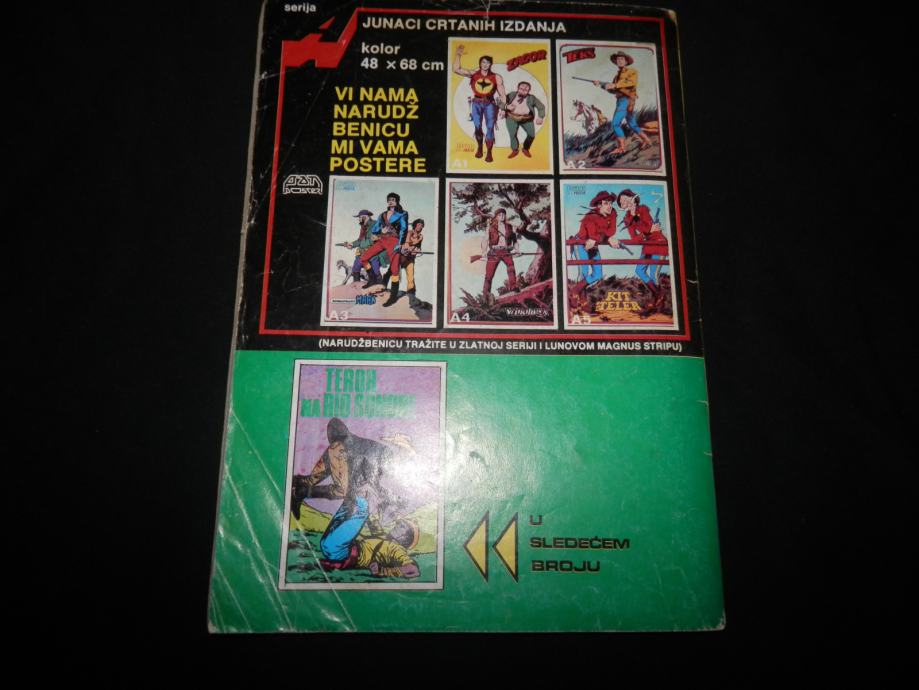 serija
JUNACI CRTANIH IZDANJA
kolor
48 x 68 cm
VI NAMA
NARUDŽ
BENICU
MI VAMA
POSTERE
ZAGOR
A1
TEKS
A2
MARK
A3
A4
KIT
TELER
A5
(NARUDŽBENICU TRAŽITE U ZLATNOJ SERIJI I LUNOVOM MAGNUS STRIPU)
TEROR
NA RIO SONORI
U
SLEDEĆEM
BROJU